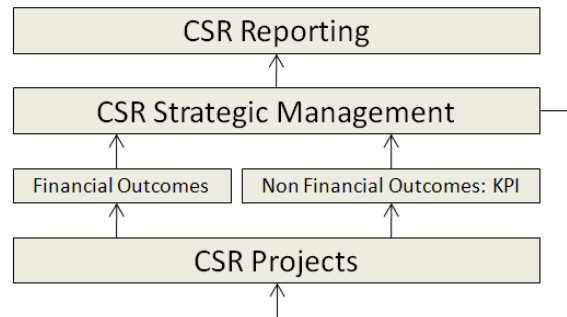 CSR Reporting
CSR Strategic Management
Financial Outcomes
Non Financial Outcomes: KPI
CSR Projects